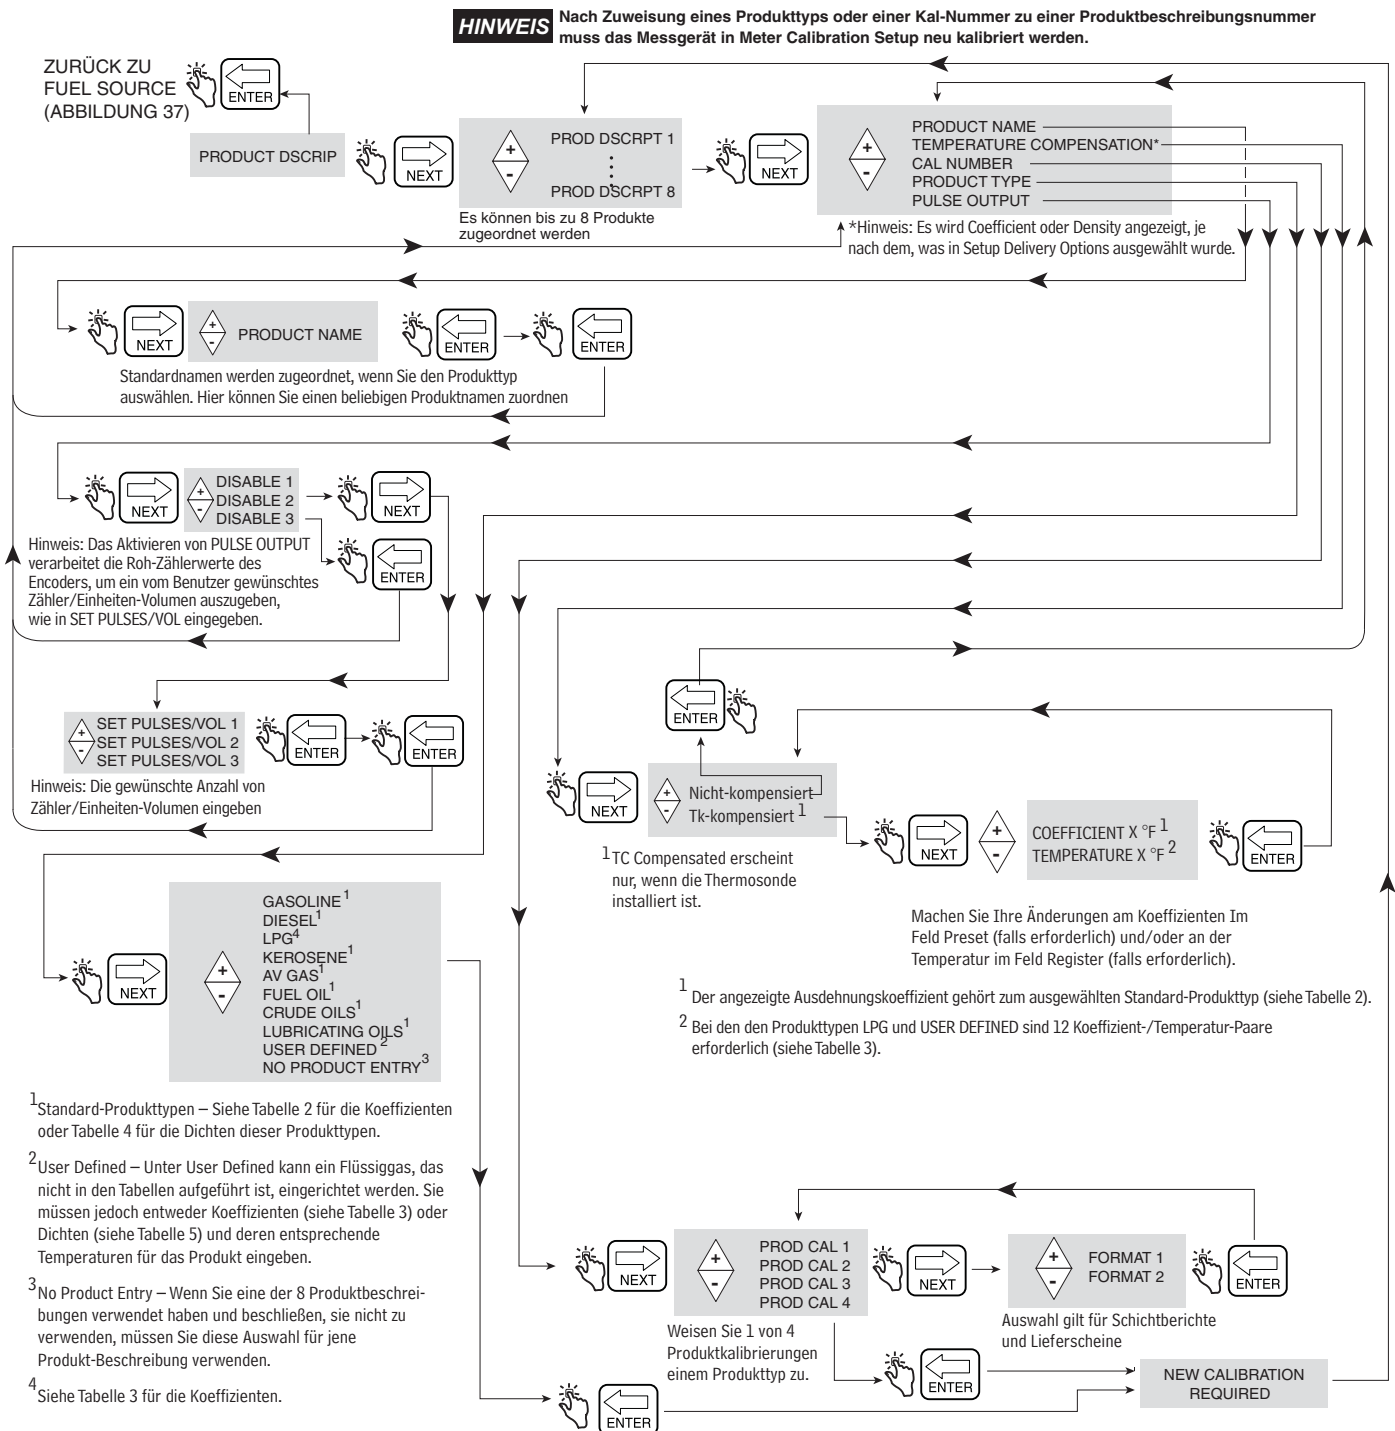 HINWEIS
Nach Zuweisung eines Produkttyps oder einer Kal-Nummer zu einer Produktbeschreibungsnummer
muss das Messgerät in Meter Calibration Setup neu kalibriert werden.
ZURÜCK ZU
FUEL SOURCE
(ABBILDUNG 37)
ENTER
PRODUCT DSCRIP
NEXT
+
-
PROD DSCRPT 1
PROD DSCRPT 8
Es können bis zu 8 Produkte
zugeordnet werden
NEXT
+
-
PRODUCT NAME
TEMPERATURE COMPENSATION*
CAL NUMBER
PRODUCT TYPE
PULSE OUTPUT
*Hinweis: Es wird Coefficient oder Density angezeigt, je
nach dem, was in Setup Delivery Options ausgewählt wurde.
NEXT
+
-
PRODUCT NAME
ENTER
ENTER
Standardnamen werden zugeordnet, wenn Sie den Produkttyp
auswählen. Hier können Sie einen beliebigen Produktnamen zuordnen
NEXT
+
-
DISABLE 1
DISABLE 2
DISABLE 3
NEXT
ENTER
Hinweis: Das Aktivieren von PULSE OUTPUT
verarbeitet die Roh-Zählerwerte des
Encoders, um ein vom Benutzer gewünschtes
Zähler/Einheiten-Volumen auszugeben,
wie in SET PULSES/VOL eingegeben.
+
-
SET PULSES/VOL 1
SET PULSES/VOL 2
SET PULSES/VOL 3
ENTER
ENTER
Hinweis: Die gewünschte Anzahl von
Zähler/Einheiten-Volumen eingeben
ENTER
NEXT
+
-
Nicht-kompensiert
Tk-kompensiert 1
1 TC Compensated erscheint
nur, wenn die Thermosonde
installiert ist.
NEXT
+
-
COEFFICIENT X °F 1
TEMPERATURE X °F 2
ENTER
Machen Sie Ihre Änderungen am Koeffizienten Im
Feld Preset (falls erforderlich) und/oder an der
Temperatur im Feld Register (falls erforderlich).
1 Der angezeigte Ausdehnungskoeffizient gehört zum ausgewählten Standard-Produkttyp (siehe Tabelle 2).
2 Bei den den Produkttypen LPG und USER DEFINED sind 12 Koeffizient-/Temperatur-Paare
erforderlich (siehe Tabelle 3).
NEXT
+
-
GASOLINE 1
DIESEL 1
LPG 4
KEROSENE 1
AV GAS 1
FUEL OIL 1
CRUDE OILS 1
LUBRICATING OILS 1
USER DEFINED 2
NO PRODUCT ENTRY 3
1 Standard-Produkttypen – Siehe Tabelle 2 für die Koeffizienten
oder Tabelle 4 für die Dichten dieser Produkttypen.
2 User Defined – Unter User Defined kann ein Flüssiggas, das
nicht in den Tabellen aufgeführt ist, eingerichtet werden. Sie
müssen jedoch entweder Koeffizienten (siehe Tabelle 3) oder
Dichten (siehe Tabelle 5) und deren entsprechende
Temperaturen für das Produkt eingeben.
3 No Product Entry – Wenn Sie eine der 8 Produktbeschrei-
bungen verwendet haben und beschließen, sie nicht zu
verwenden, müssen Sie diese Auswahl für jene
Produkt-Beschreibung verwenden.
4 Siehe Tabelle 3 für die Koeffizienten.
NEXT
+
-
PROD CAL 1
PROD CAL 2
PROD CAL 3
PROD CAL 4
Weisen Sie 1 von 4
Produktkalibrierungen
einem Produkttyp zu.
NEXT
+
-
FORMAT 1
FORMAT 2
ENTER
Auswahl gilt für Schichtberichte
und Lieferscheine
ENTER
ENTER
NEW CALIBRATION
REQUIRED